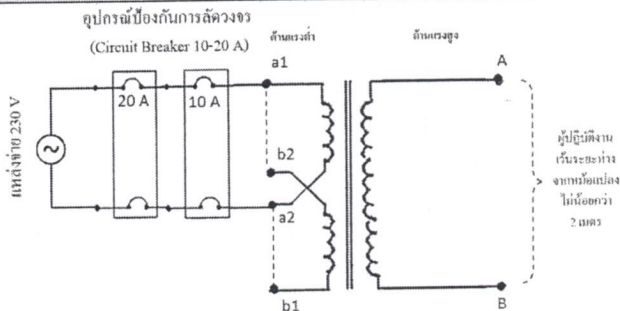 อุปกรณ์ป้องกันการลัดวงจร
(Circuit Breaker 10-20 A)
ด้านแรงต่ำ
ด้านแรงสูง
a1
A
20 A
10 A
แหล่งจ่าย 230 V
b2
a2
ผู้ปฏิบัติงาน
เว้นระยะห่าง
จากหม้อแปลง
ไม่น้อยกว่า
2 เมตร
b1
B